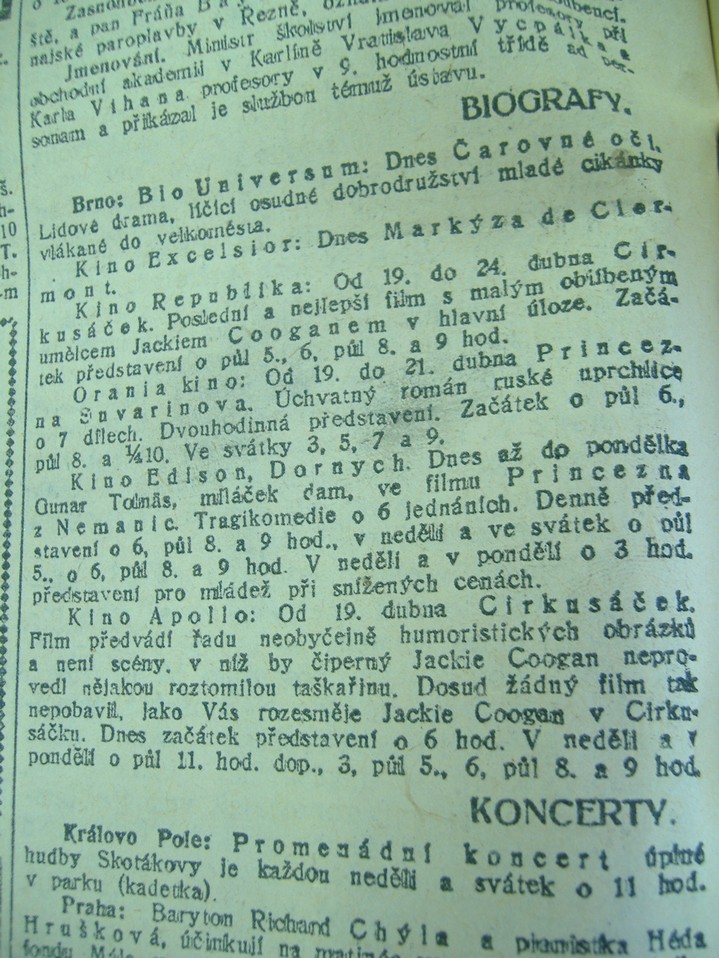 ště, a pan Fráňa
najské paroplavby v Rezně,
Jmenování. Ministr školství jmenoval profesory při
obchodní akademii v Karlíně Vratislava Vycpálka a
Karla Vihana profesory v 9. hodnostní třídě ad per-
sonam a přikázal je službou témuž ústavu.
BIOGRAFY.
Brno: Bio Universum: Dnes Čarovné oči.
Lidové drama, líčící osudné dobrodružství mladé cikánky
vlákané do velkoměsta.
Kino Excelsior: Dnes Markýza de Cler-
mont.
Kino Republika: Od 19. do 24. dubna Cir-
kusáček. Poslední a nejlepší film s malým oblíbeným
umělcem Jackiem Cooganem v hlavní úloze. Začá-
tek představení o půl 5., 6, půl 8. a 9 hod.
Orania kino: Od 19. do 21. dubna Princez-
na Suvarinova. Úchvatný román ruské uprchlice
o 7 dílech. Dvouhodinná představení. Začátek o půl 6.,
půl 8. a ¼10. Ve svátky 3, 5, 7 a 9.
Kino Edison, Dornych. Dnes až do pondělka
Gunar Tolnäs, miláček dam, ve filmu Princezna
z Nemanic. Tragikomedie o 6 jednáních. Denně před-
stavení o 6, půl 8. a 9 hod., v neděli a ve svátek o půl
5., o 6, půl 8. a 9 hod. V neděli a v pondělí o 3 hod.
představení pro mládež při snížených cenách.
Kino Apollo: Od 19. dubna Cirkusáček.
Film předvádí řadu neobyčejně humoristických obrázků
a není scény, v níž by čiperný Jackie Coogan nepro-
vedl nějakou roztomilou taškařinu. Dosud žádný film tak
nepobavil, jako Vás rozesměje Jackie Coogan v Cirku-
sáčku. Dnes začátek představení o 6 hod. V neděli a v
pondělí o půl 11. hod. dop., 3, půl 5., 6, půl 8. a 9 hod.
KONCERTY.
Královo Pole: Promenádní koncert úplné
hudby Skotákovy je každou neděli a svátek o 11 hod.
v parku (kadetka).
Praha: Baryton Richard Chýla a pianistka Héda
Hrušková, účinkují na